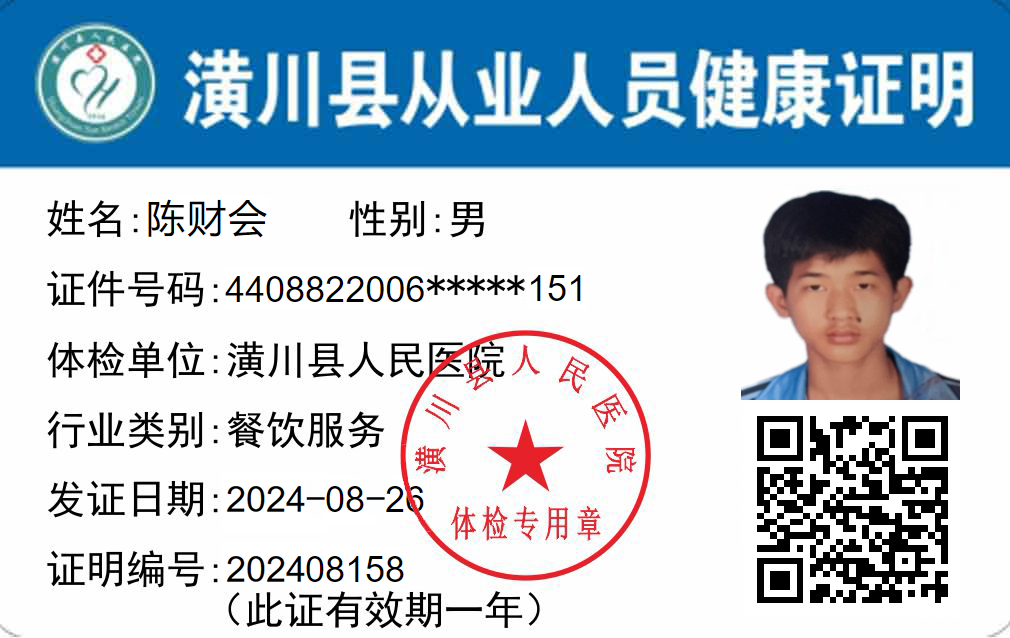 潢川县从业人员健康证明
姓名:陈财会 性别:男
证件号码:4408822006*****151
体检单位:潢川县人民医院
行业类别:餐饮服务
发证日期:2024-08-26
证明编号:202408158
（此证有效期一年）
潢川县人民医院
体检专用章